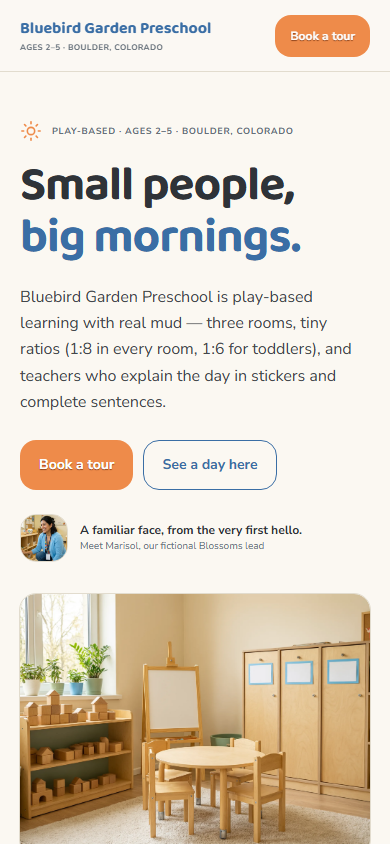 Bluebird Garden Preschool
AGES 2–5 · BOULDER, COLORADO
Book a tour
PLAY-BASED · AGES 2–5 · BOULDER, COLORADO
Small people,
big mornings.
Bluebird Garden Preschool is play-based
learning with real mud — three rooms, tiny
ratios (1:8 in every room, 1:6 for toddlers), and
teachers who explain the day in stickers and
complete sentences.
Book a tour
See a day here
A familiar face, from the very first hello.
Meet Marisol, our fictional Blossoms lead